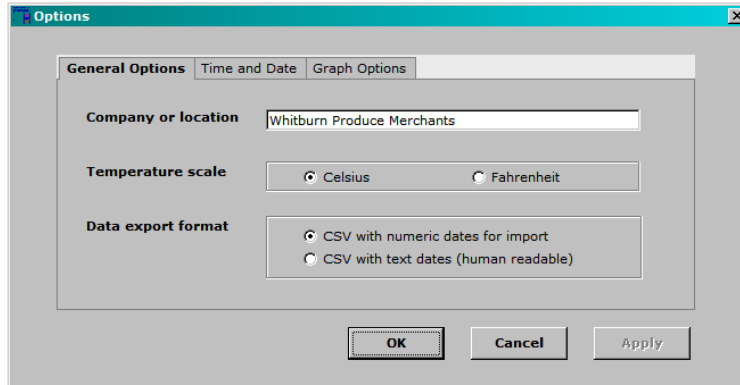 Options
General Options Time and Date Graph Options
Company or location Whitburn Produce Merchants
Temperature scale Celsius Fahrenheit
Data export format
CSV with numeric dates for import
CSV with text dates (human readable)
OK Cancel Apply